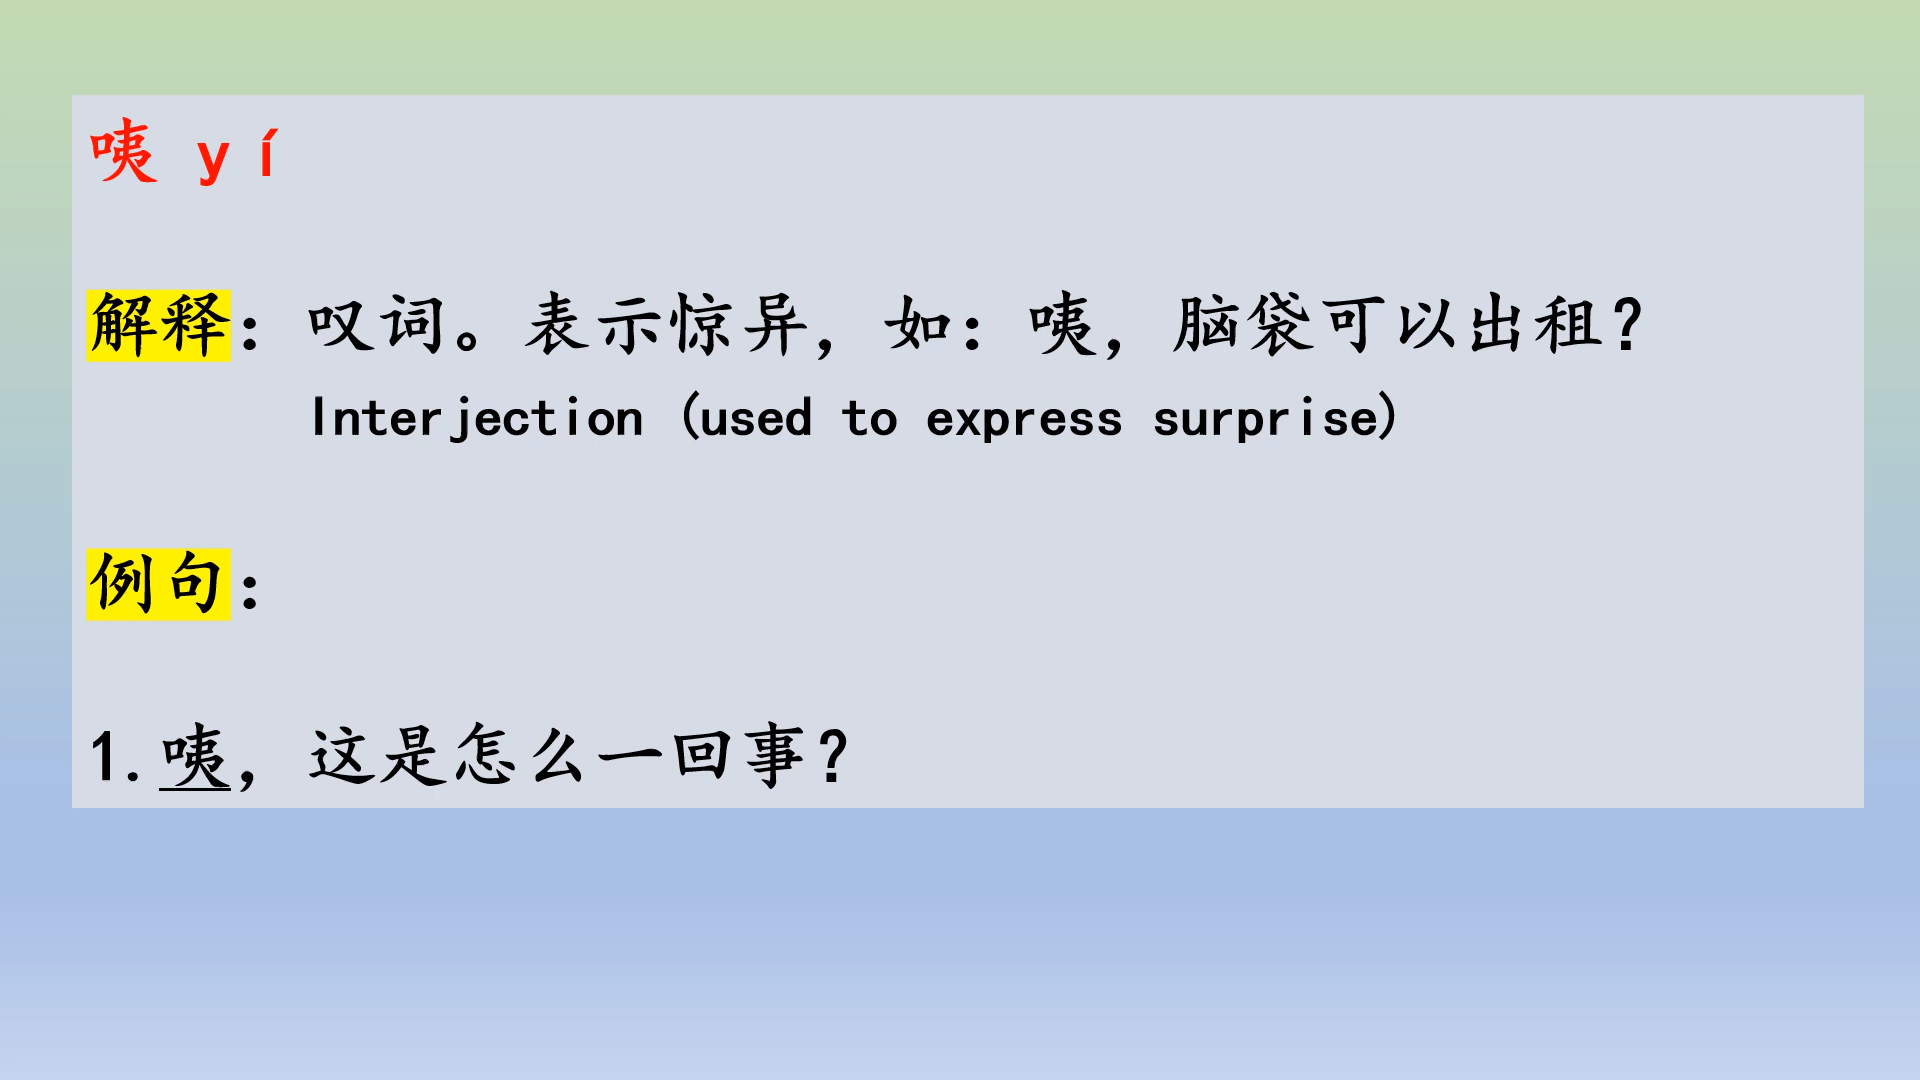 咦 yí
解释：叹词。表示惊异，如：咦，脑袋可以出租？
Interjection (used to express surprise)
例句：
1.咦，这是怎么一回事？